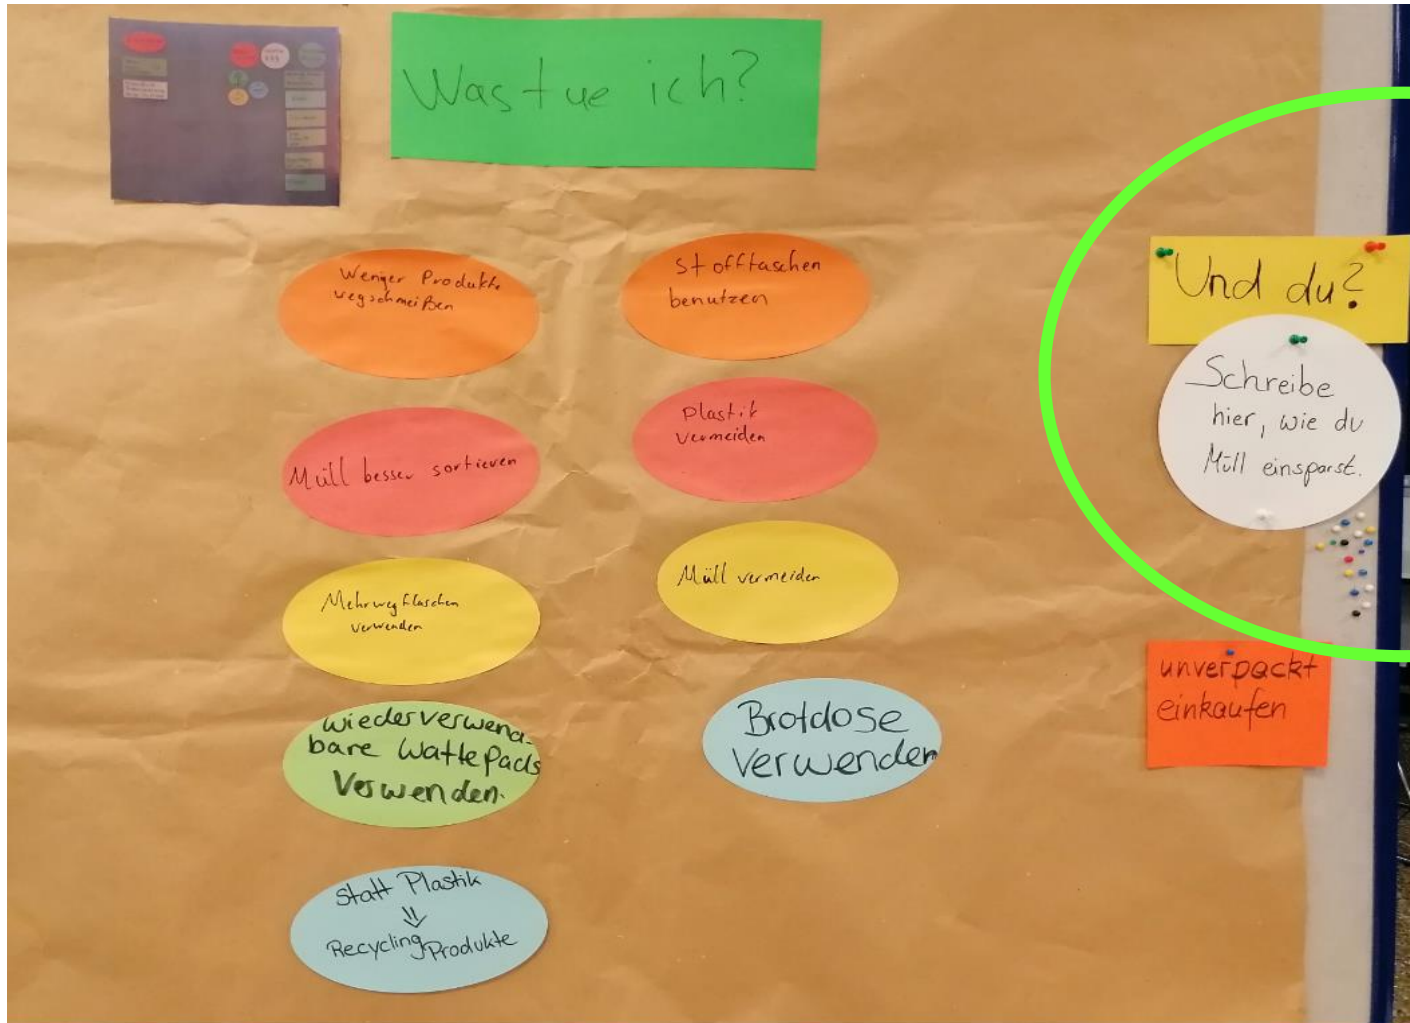 Was tue ich?
Weniger Produkte
wegschmeißen
Müll besser sortieren
Mehrwegflaschen
verwenden
wiederverwend-
bare Wattepads
verwenden.
Statt Plastik
⇓
Recycling Produkte
Stofftaschen
benutzen
Plastik
vermeiden
Müll vermeiden
Brotdose
verwenden
Und du?
Schreibe
hier, wie du
Müll einsparst.
unverpackt
einkaufen